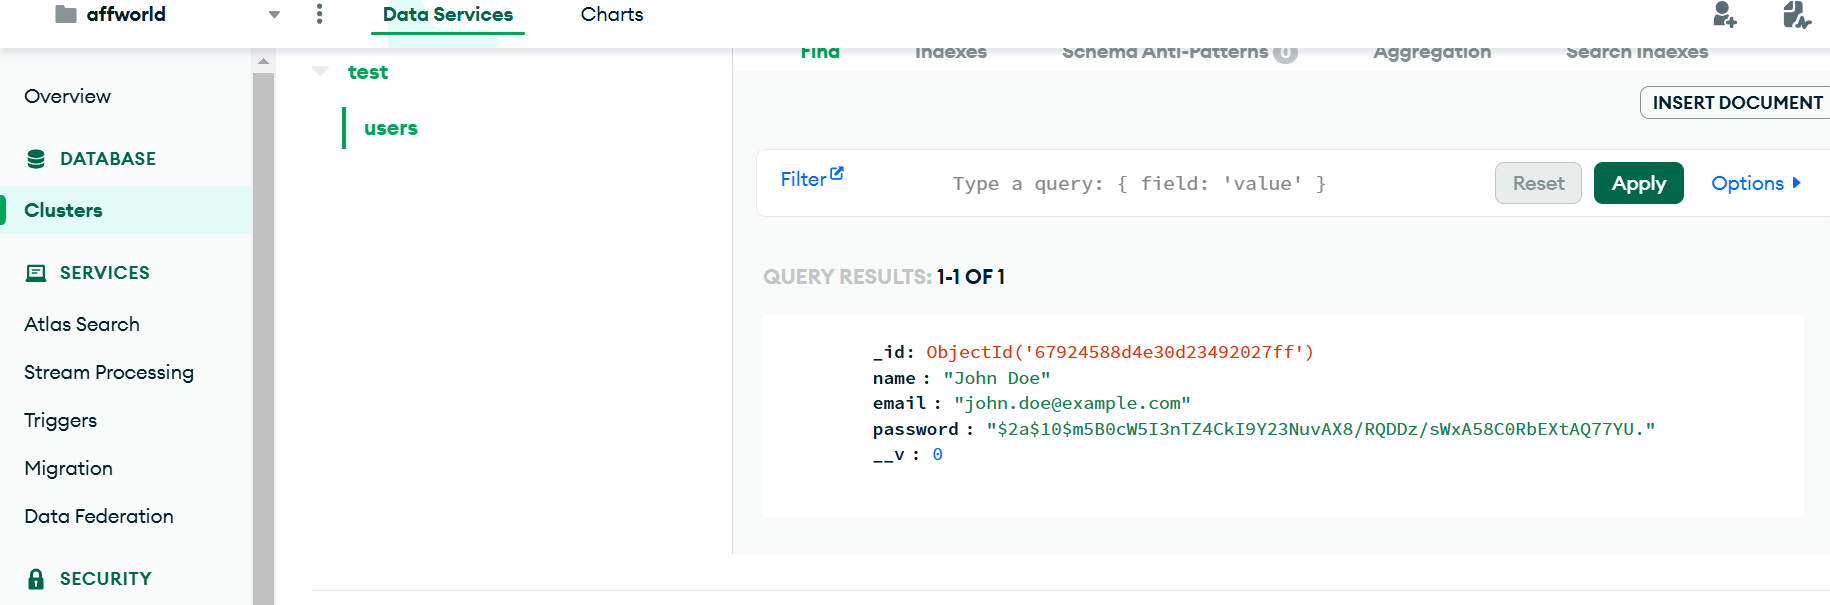 affworld
Data Services
Charts
Overview
DATABASE
Clusters
SERVICES
Atlas Search
Stream Processing
Triggers
Migration
Data Federation
SECURITY
test
users
Find
Indexes
Schema Anti-Patterns 0
Aggregation
Search Indexes
INSERT DOCUMENT
Filter
Type a query: { field: 'value' }
Reset
Apply
Options
QUERY RESULTS: 1-1 OF 1
_id: ObjectId('67924588d4e30d23492027ff')
name : "John Doe"
email : "john.doe@example.com"
password : "$2a$10$m5B0cW5I3nTZ4CkI9Y23NuvAX8/RQDDz/sWxA58C0RbEXtAQ77YU."
__v : 0